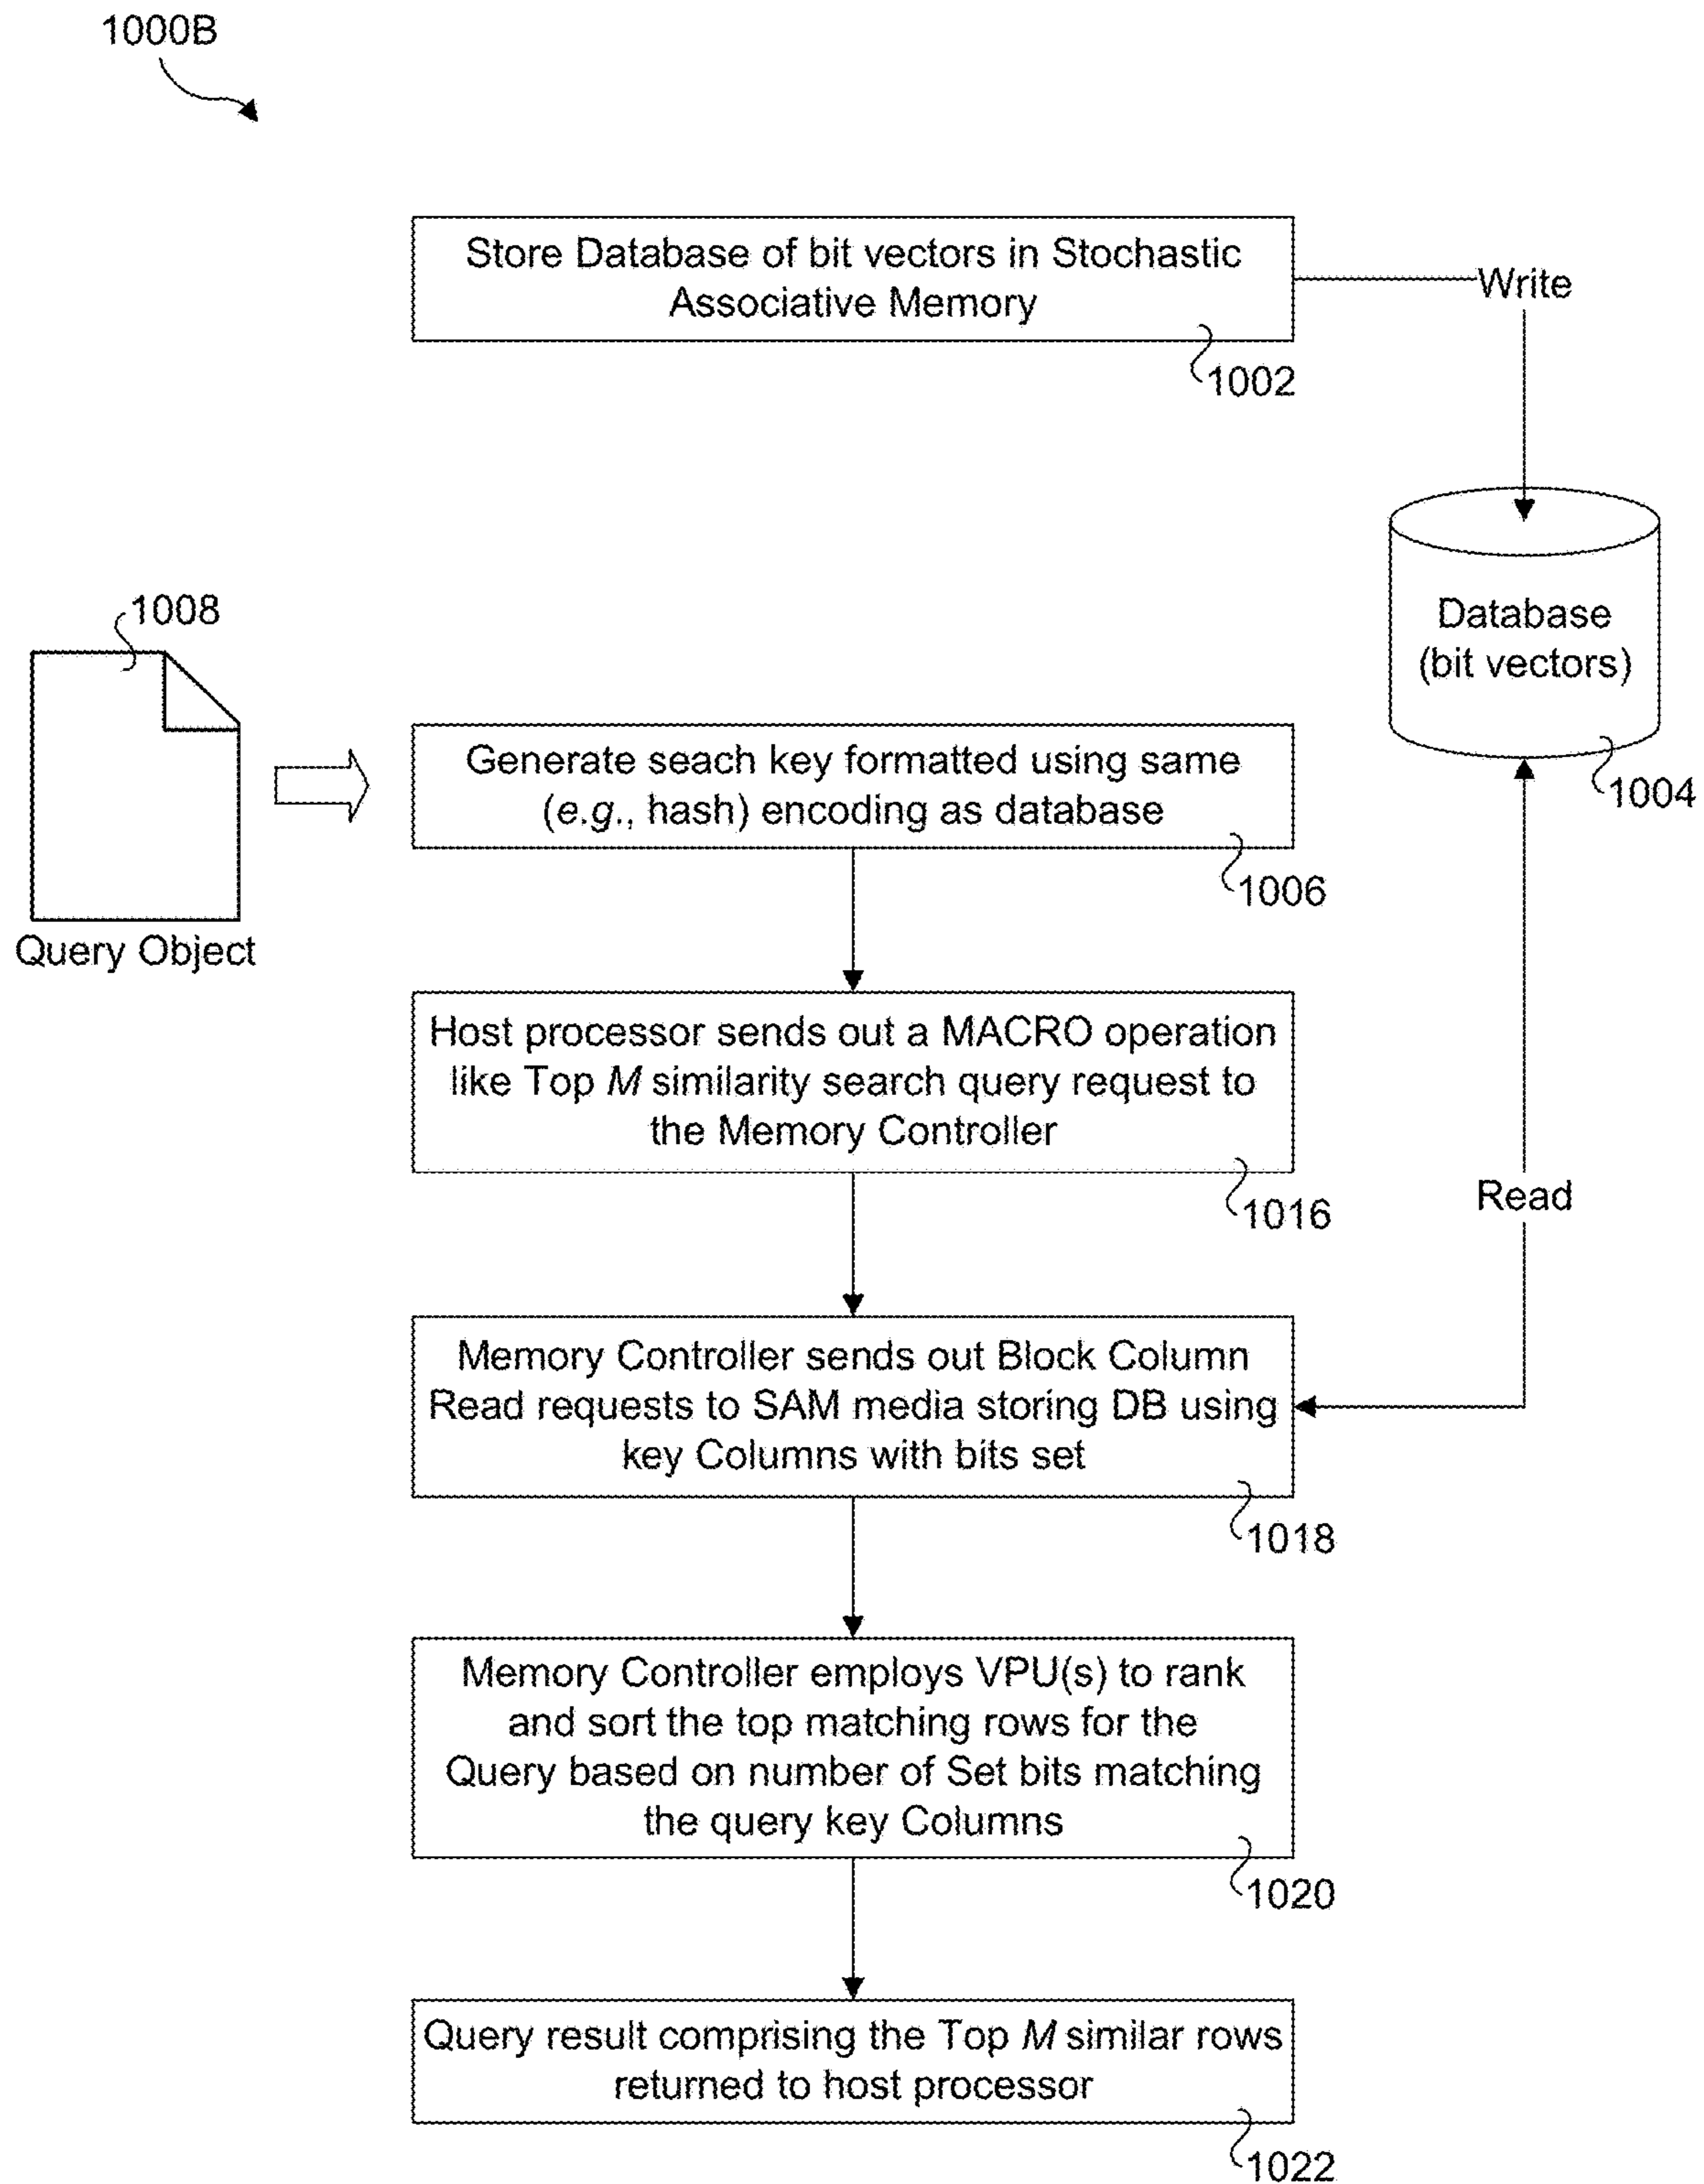 1000B
Store Database of bit vectors in Stochastic
Associative Memory
Write
1002
Database
(bit vectors)
1004
1008
Query Object
Generate seach key formatted using same
(e.g., hash) encoding as database
1006
Host processor sends out a MACRO operation
like Top M similarity search query request to
the Memory Controller
1016
Read
Memory Controller sends out Block Column
Read requests to SAM media storing DB using
key Columns with bits set
1018
Memory Controller employs VPU(s) to rank
and sort the top matching rows for the
Query based on number of Set bits matching
the query key Columns
1020
Query result comprising the Top M similar rows
returned to host processor
1022